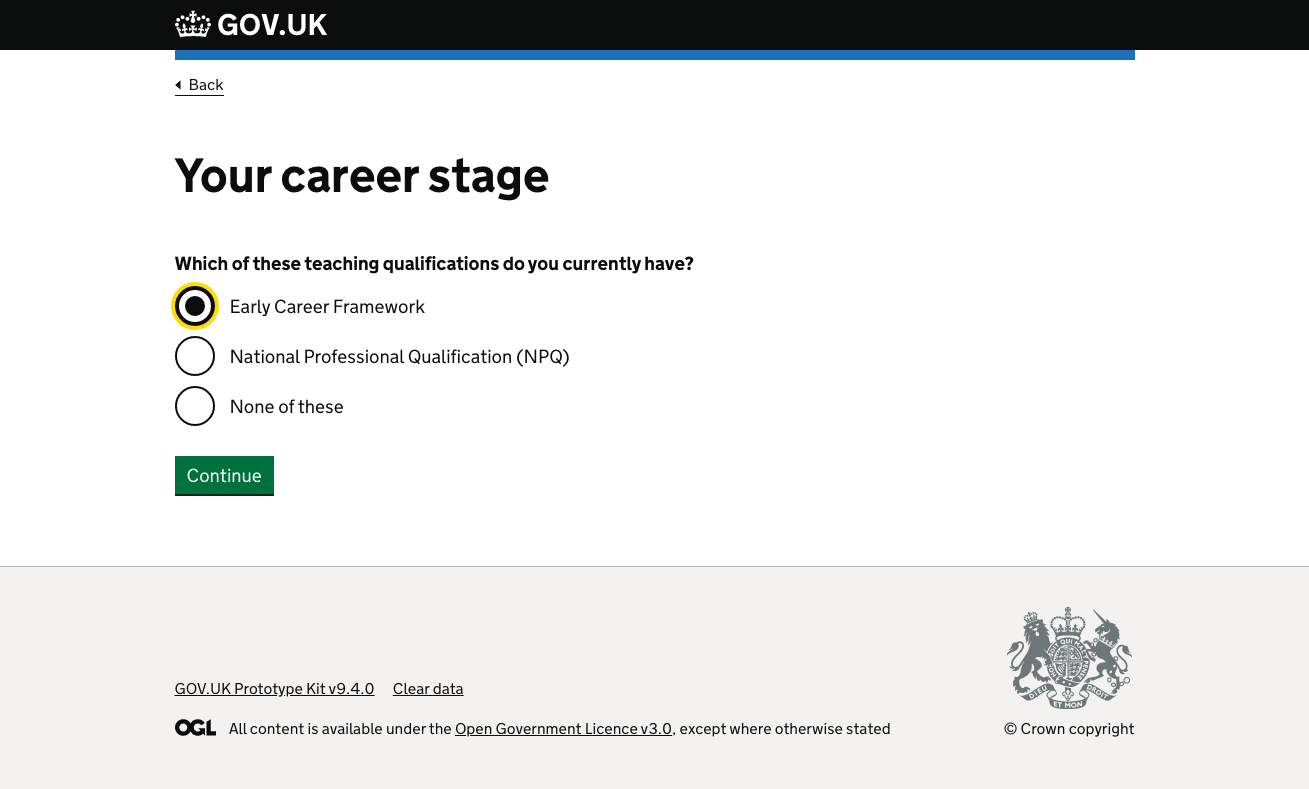 GOV.UK
Back
Your career stage
Which of these teaching qualifications do you currently have?
Early Career Framework
National Professional Qualification (NPQ)
None of these
Continue
GOV.UK Prototype Kit v9.4.0 Clear data
OGL All content is available under the Open Government Licence v3.0, except where otherwise stated
DIEU ET MON DROIT
© Crown copyright